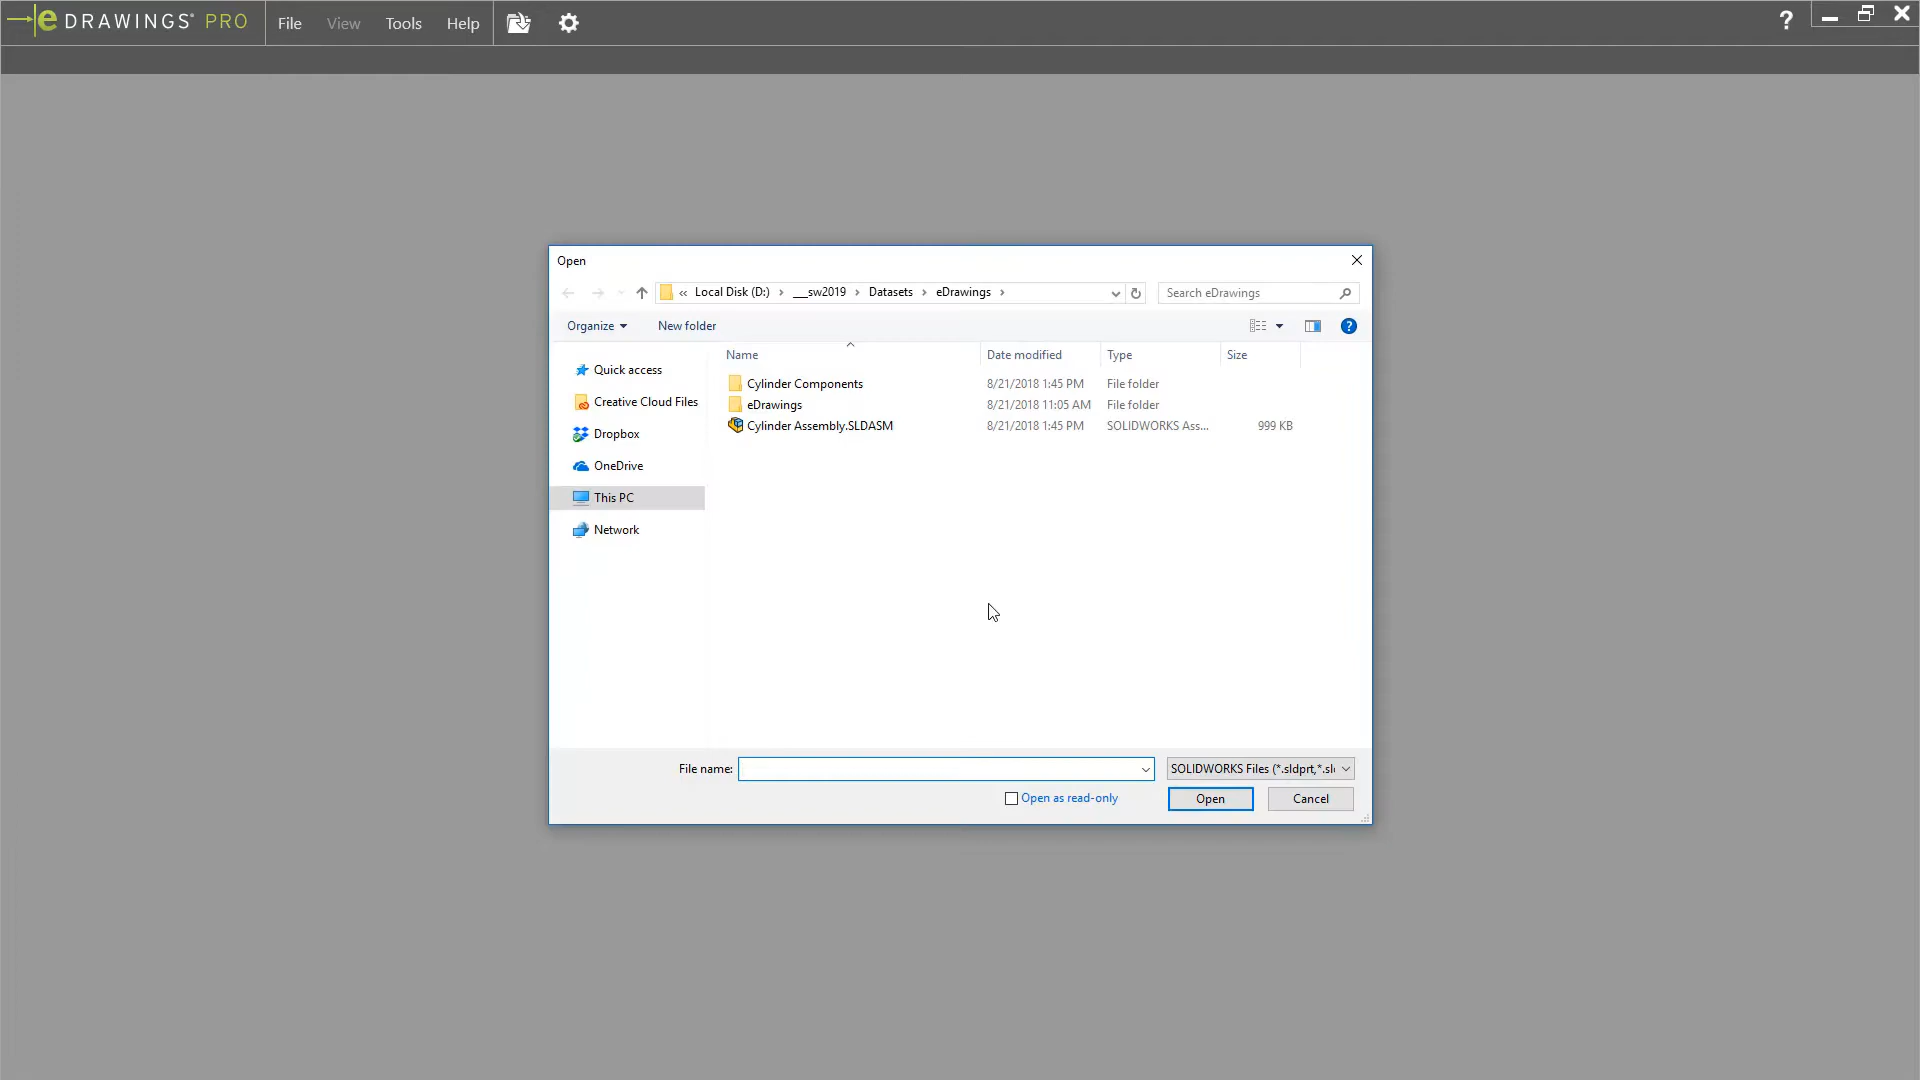 eDRAWINGS® PRO File View Tools Help ?
Open
« Local Disk (D:) › ___sw2019 › Datasets › eDrawings › Search eDrawings
Organize New folder ?
Name Date modified Type Size
Quick access
Creative Cloud Files
Dropbox
OneDrive
This PC
Network
Cylinder Components 8/21/2018 1:45 PM File folder
eDrawings 8/21/2018 11:05 AM File folder
Cylinder Assembly.SLDASM 8/21/2018 1:45 PM SOLIDWORKS Ass... 999 KB
File name: SOLIDWORKS Files (*.sldprt,*.sl
Open as read-only Open Cancel